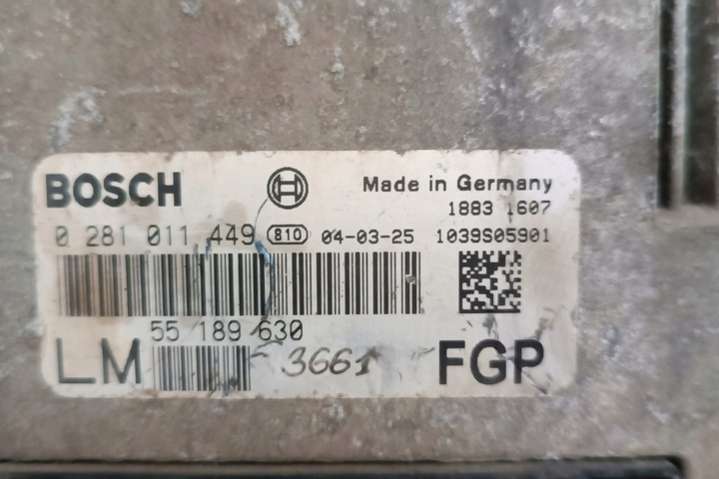 BOSCH Made in Germany
1883 1607
0 281 011 449 810 04-03-25 1039S05901
55 189 630
LM 3661 FGP